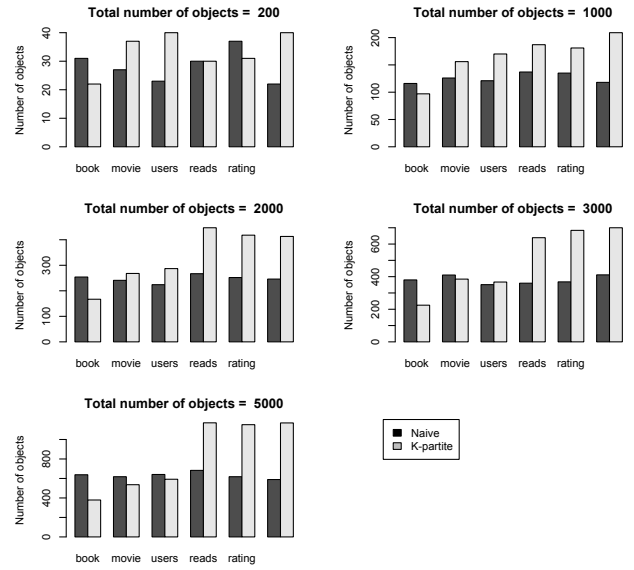 Total number of objects = 200
Number of objects
0 10 20 30 40
book movie users reads rating
Total number of objects = 1000
Number of objects
0 50 100 200
book movie users reads rating
Total number of objects = 2000
Number of objects
0 100 300
book movie users reads rating
Total number of objects = 3000
Number of objects
0 200 400 600
book movie users reads rating
Total number of objects = 5000
Number of objects
0 400 800
book movie users reads rating
Naive
K-partite